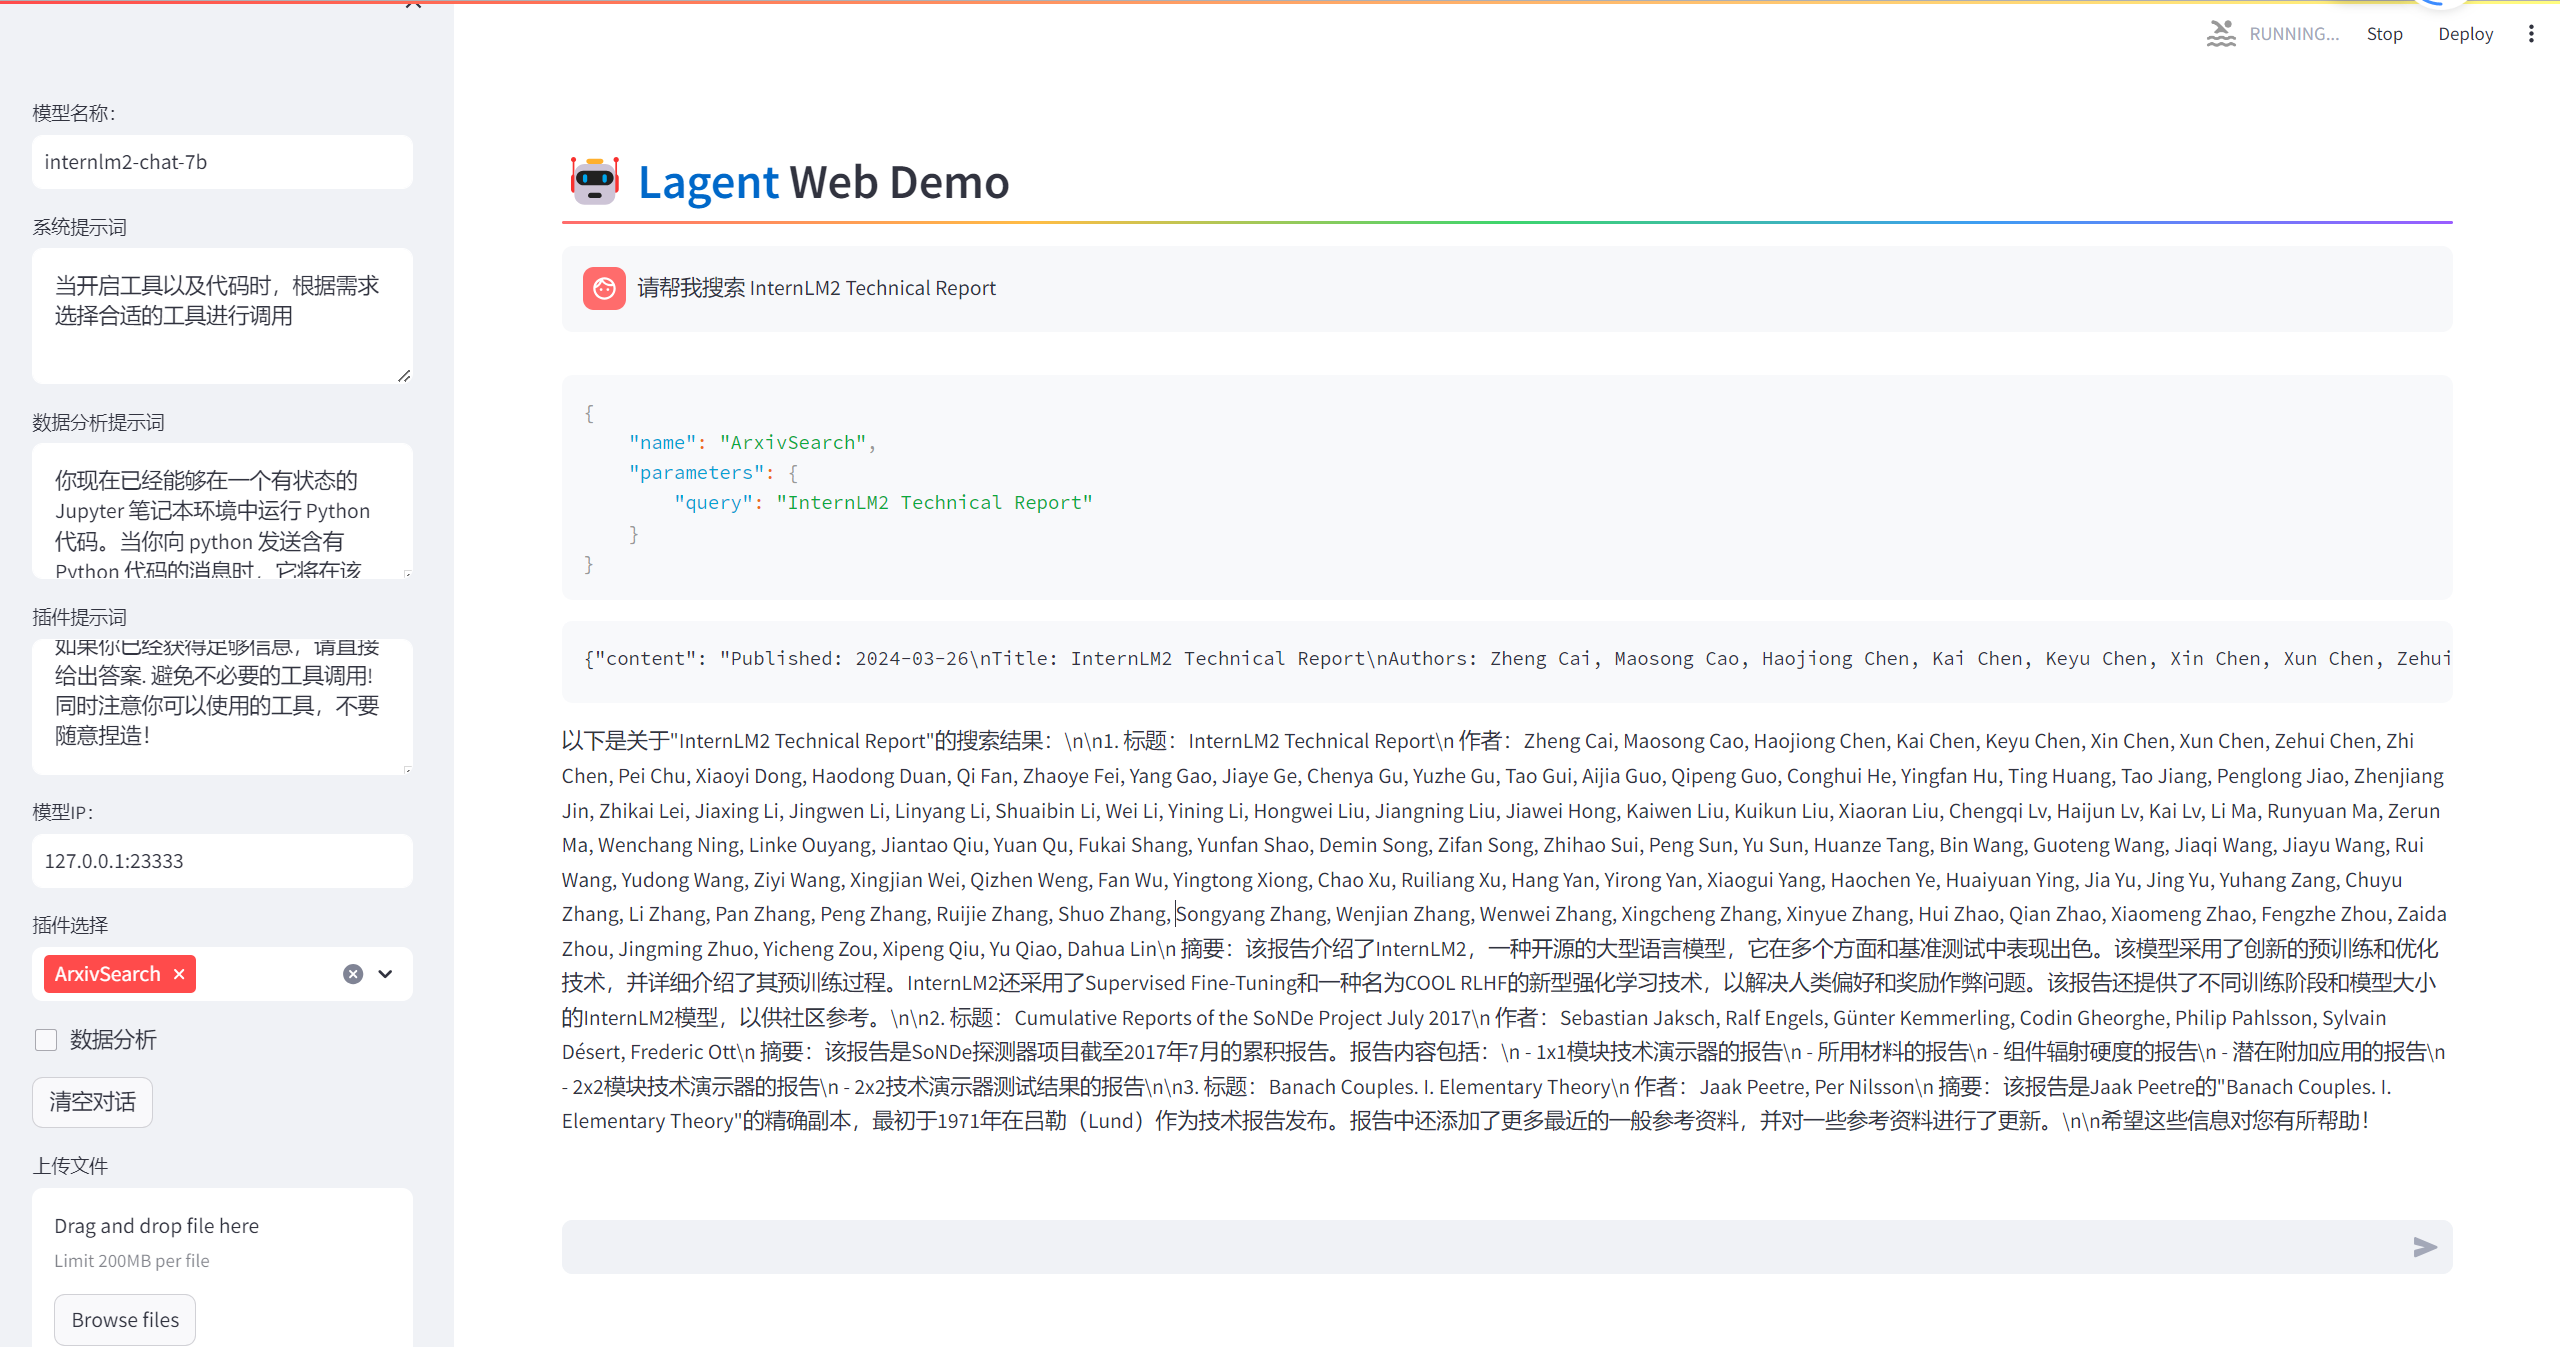 RUNNING...
Stop
Deploy
模型名称：
internlm2-chat-7b
系统提示词
当开启工具以及代码时，根据需求
选择合适的工具进行调用
数据分析提示词
你现在已经能够在一个有状态的
Jupyter 笔记本环境中运行 Python
代码。当你向 python 发送含有
Python 代码的消息时，它将在该
插件提示词
如果你已经获得足够信息，请直接
给出答案. 避免不必要的工具调用!
同时注意你可以使用的工具，不要
随意捏造！
模型IP：
127.0.0.1:23333
插件选择
ArxivSearch
数据分析
清空对话
上传文件
Drag and drop file here
Limit 200MB per file
Browse files
Lagent Web Demo
请帮我搜索 InternLM2 Technical Report
{
"name": "ArxivSearch",
"parameters": {
"query": "InternLM2 Technical Report"
}
}
{"content": "Published: 2024-03-26\nTitle: InternLM2 Technical Report\nAuthors: Zheng Cai, Maosong Cao, Haojiong Chen, Kai Chen, Keyu Chen, Xin Chen, Xun Chen, Zehui
以下是关于"InternLM2 Technical Report"的搜索结果：\n\n1. 标题：InternLM2 Technical Report\n 作者：Zheng Cai, Maosong Cao, Haojiong Chen, Kai Chen, Keyu Chen, Xin Chen, Xun Chen, Zehui Chen, Zhi
Chen, Pei Chu, Xiaoyi Dong, Haodong Duan, Qi Fan, Zhaoye Fei, Yang Gao, Jiaye Ge, Chenya Gu, Yuzhe Gu, Tao Gui, Aijia Guo, Qipeng Guo, Conghui He, Yingfan Hu, Ting Huang, Tao Jiang, Penglong Jiao, Zhenjiang
Jin, Zhikai Lei, Jiaxing Li, Jingwen Li, Linyang Li, Shuaibin Li, Wei Li, Yining Li, Hongwei Liu, Jiangning Liu, Jiawei Hong, Kaiwen Liu, Kuikun Liu, Xiaoran Liu, Chengqi Lv, Haijun Lv, Kai Lv, Li Ma, Runyuan Ma, Zerun
Ma, Wenchang Ning, Linke Ouyang, Jiantao Qiu, Yuan Qu, Fukai Shang, Yunfan Shao, Demin Song, Zifan Song, Zhihao Sui, Peng Sun, Yu Sun, Huanze Tang, Bin Wang, Guoteng Wang, Jiaqi Wang, Jiayu Wang, Rui
Wang, Yudong Wang, Ziyi Wang, Xingjian Wei, Qizhen Weng, Fan Wu, Yingtong Xiong, Chao Xu, Ruiliang Xu, Hang Yan, Yirong Yan, Xiaogui Yang, Haochen Ye, Huaiyuan Ying, Jia Yu, Jing Yu, Yuhang Zang, Chuyu
Zhang, Li Zhang, Pan Zhang, Peng Zhang, Ruijie Zhang, Shuo Zhang, Songyang Zhang, Wenjian Zhang, Wenwei Zhang, Xingcheng Zhang, Xinyue Zhang, Hui Zhao, Qian Zhao, Xiaomeng Zhao, Fengzhe Zhou, Zaida
Zhou, Jingming Zhuo, Yicheng Zou, Xipeng Qiu, Yu Qiao, Dahua Lin\n 摘要：该报告介绍了InternLM2，一种开源的大型语言模型，它在多个方面和基准测试中表现出色。该模型采用了创新的预训练和优化
技术，并详细介绍了其预训练过程。InternLM2还采用了Supervised Fine-Tuning和一种名为COOL RLHF的新型强化学习技术，以解决人类偏好和奖励作弊问题。该报告还提供了不同训练阶段和模型大小
的InternLM2模型，以供社区参考。\n\n2. 标题：Cumulative Reports of the SoNDe Project July 2017\n 作者：Sebastian Jaksch, Ralf Engels, Günter Kemmerling, Codin Gheorghe, Philip Pahlsson, Sylvain
Désert, Frederic Ott\n 摘要：该报告是SoNDe探测器项目截至2017年7月的累积报告。报告内容包括：\n - 1x1模块技术演示器的报告\n - 所用材料的报告\n - 组件辐射硬度的报告\n - 潜在附加应用的报告\n
- 2x2模块技术演示器的报告\n - 2x2技术演示器测试结果的报告\n\n3. 标题：Banach Couples. I. Elementary Theory\n 作者：Jaak Peetre, Per Nilsson\n 摘要：该报告是Jaak Peetre的"Banach Couples. I.
Elementary Theory"的精确副本，最初于1971年在吕勒（Lund）作为技术报告发布。报告中还添加了更多最近的一般参考资料，并对一些参考资料进行了更新。\n\n希望这些信息对您有所帮助！